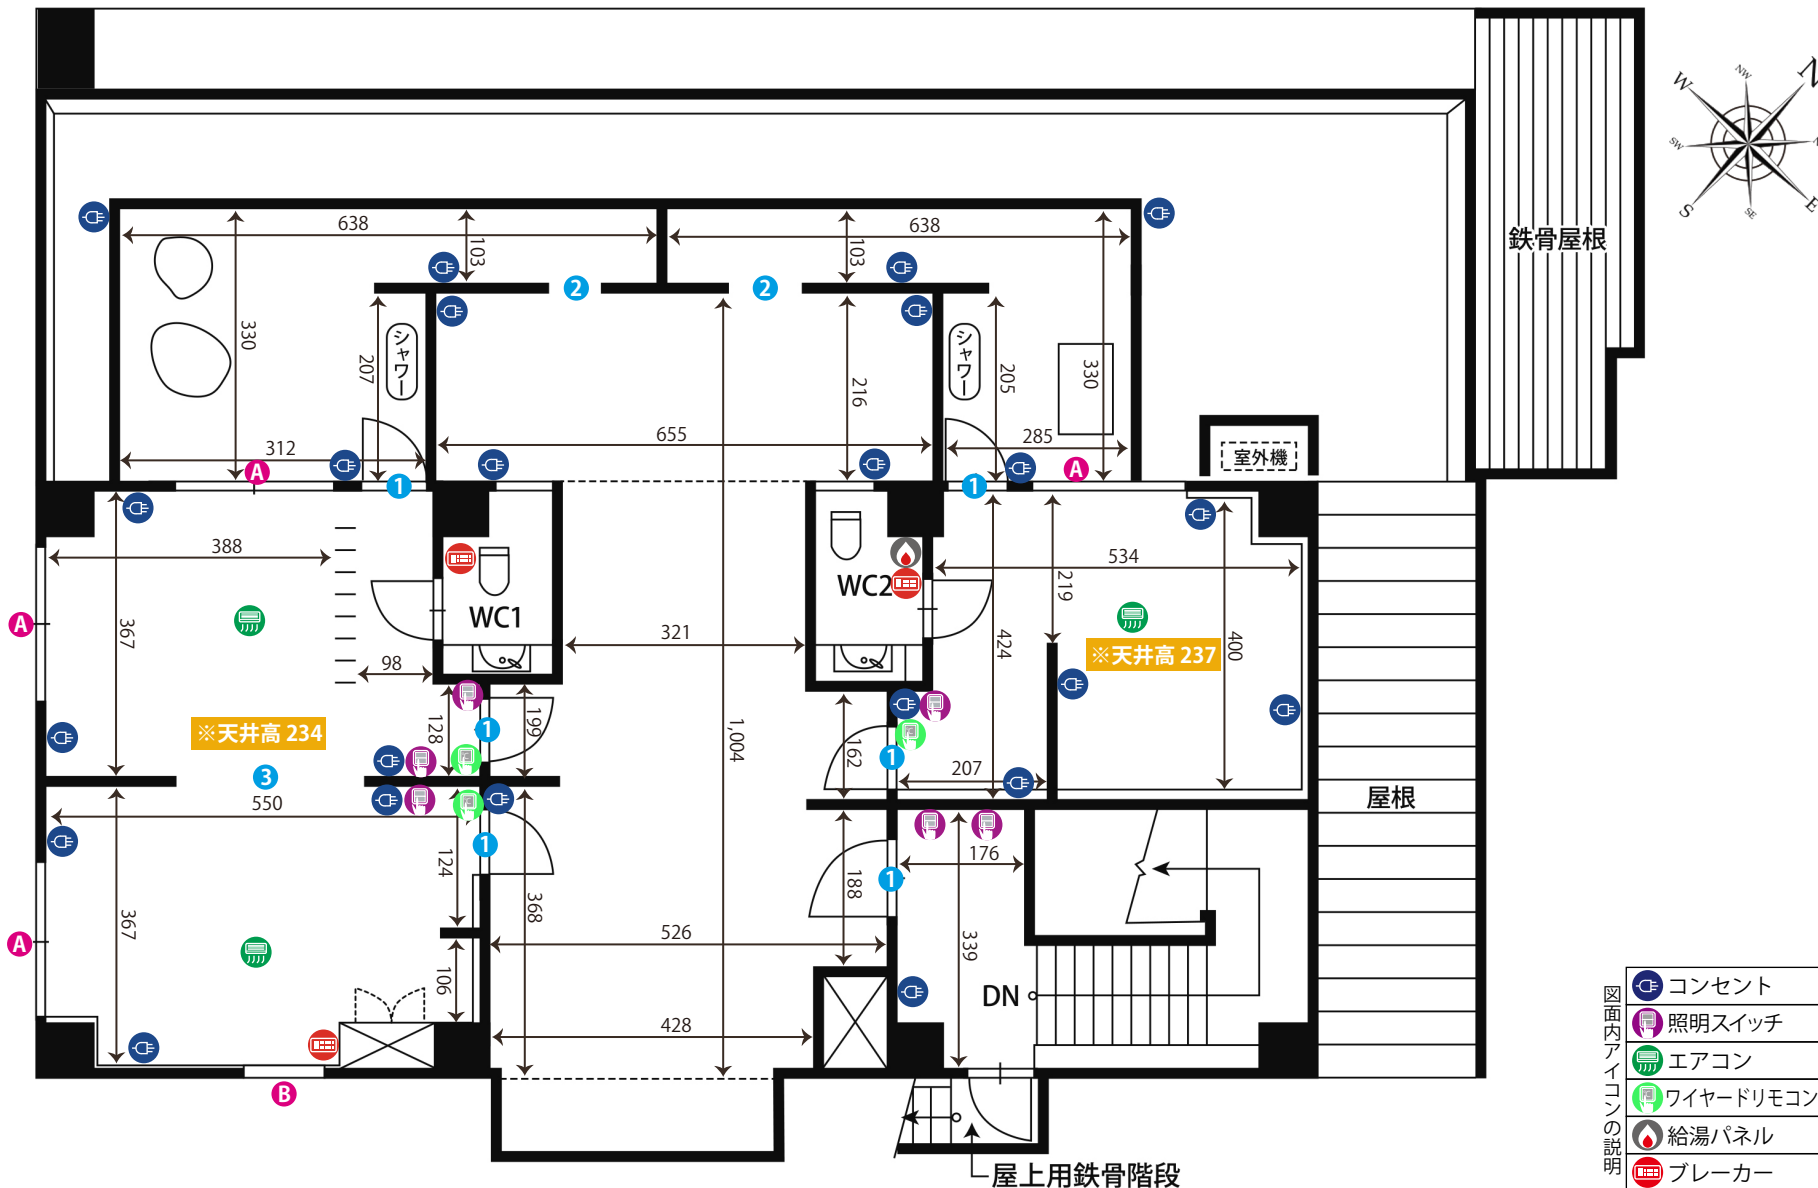 W
NW
N
SW
S
SE
E
638
638
103
103
鉄骨屋根
2
2
330
207
シャワー
216
シャワー
205
330
655
312
285
室外機
A
1
1
A
388
534
367
WC1
WC2
219
A
321
424
※天井高 237
400
98
128
199
1,004
※天井高 234
1
162
1
3
207
550
屋根
1
176
124
188
1
367
368
A
526
339
106
DN
428
B
屋上用鉄骨階段
図面内アイコンの説明
コンセント
照明スイッチ
エアコン
ワイヤードリモコン
給湯パネル
ブレーカー